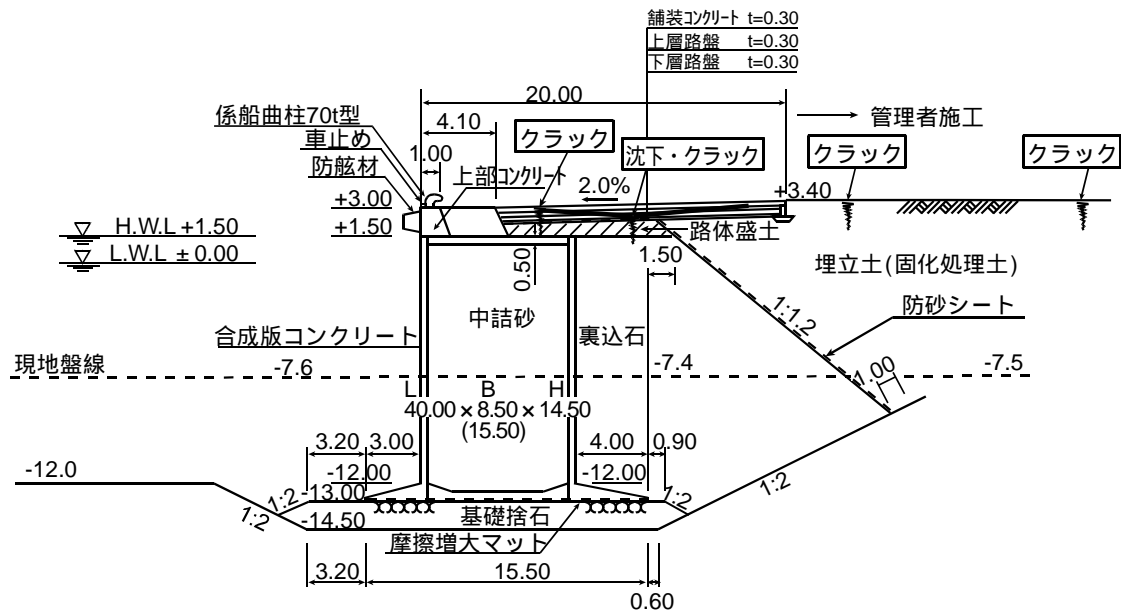 舗装コンクリート t=0.30
上層路盤 t=0.30
下層路盤 t=0.30
20.00
管理者施工
係船曲柱70t型
4.10
クラック
車止め
1.00
沈下・クラック
クラック
クラック
防舷材
上部コンクリート
2.0%
+3.40
+3.00
H.W.L +1.50
+1.50
路体盛土
L.W.L ± 0.00
0.50
1.50
埋立土(固化処理土)
中詰砂
1:1.2
防砂シート
合成版コンクリート
裏込石
現地盤線
-7.6
-7.4
-7.5
1.00
L B H
40.00 × 8.50 × 14.50
(15.50)
3.20
3.00
4.00
0.90
-12.0
-12.00
-12.00
1:2
1:2
-13.00
1:2
1:2
-14.50
基礎捨石
摩擦増大マット
3.20
15.50
0.60